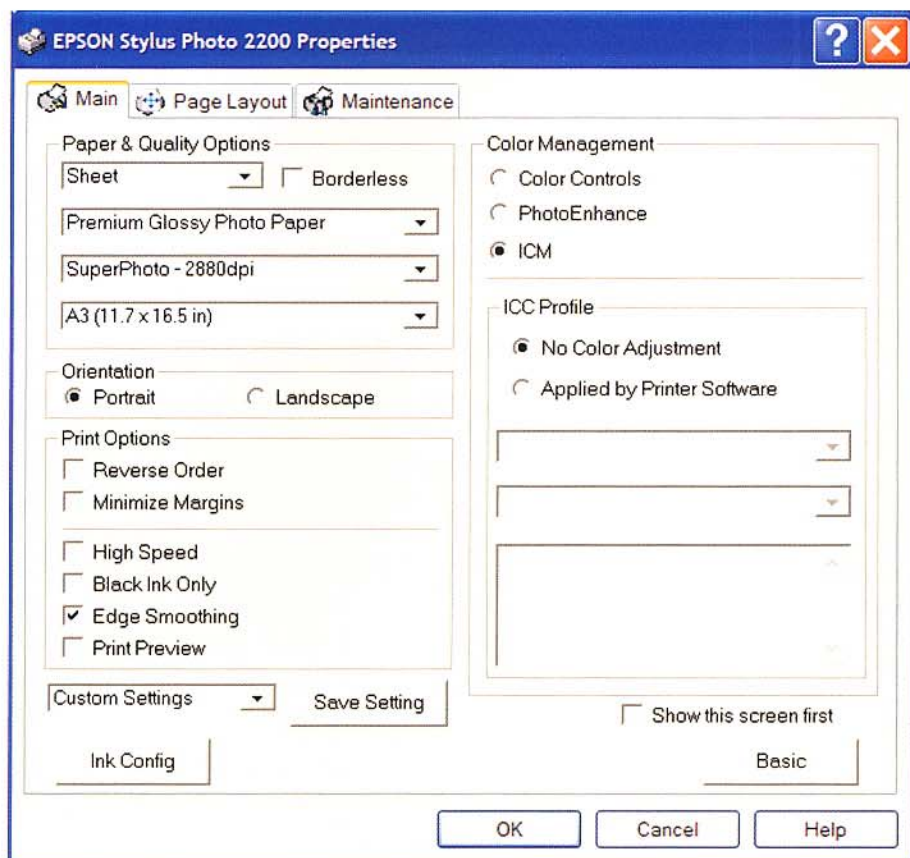 EPSON Stylus Photo 2200 Properties
Main
Page Layout
Maintenance
Paper & Quality Options
Sheet
Borderless
Premium Glossy Photo Paper
SuperPhoto - 2880dpi
A3 (11.7 x 16.5 in)
Orientation
Portrait
Landscape
Print Options
Reverse Order
Minimize Margins
High Speed
Black Ink Only
Edge Smoothing
Print Preview
Custom Settings
Save Setting
Ink Config
Color Management
Color Controls
PhotoEnhance
ICM
ICC Profile
No Color Adjustment
Applied by Printer Software
Show this screen first
Basic
OK
Cancel
Help